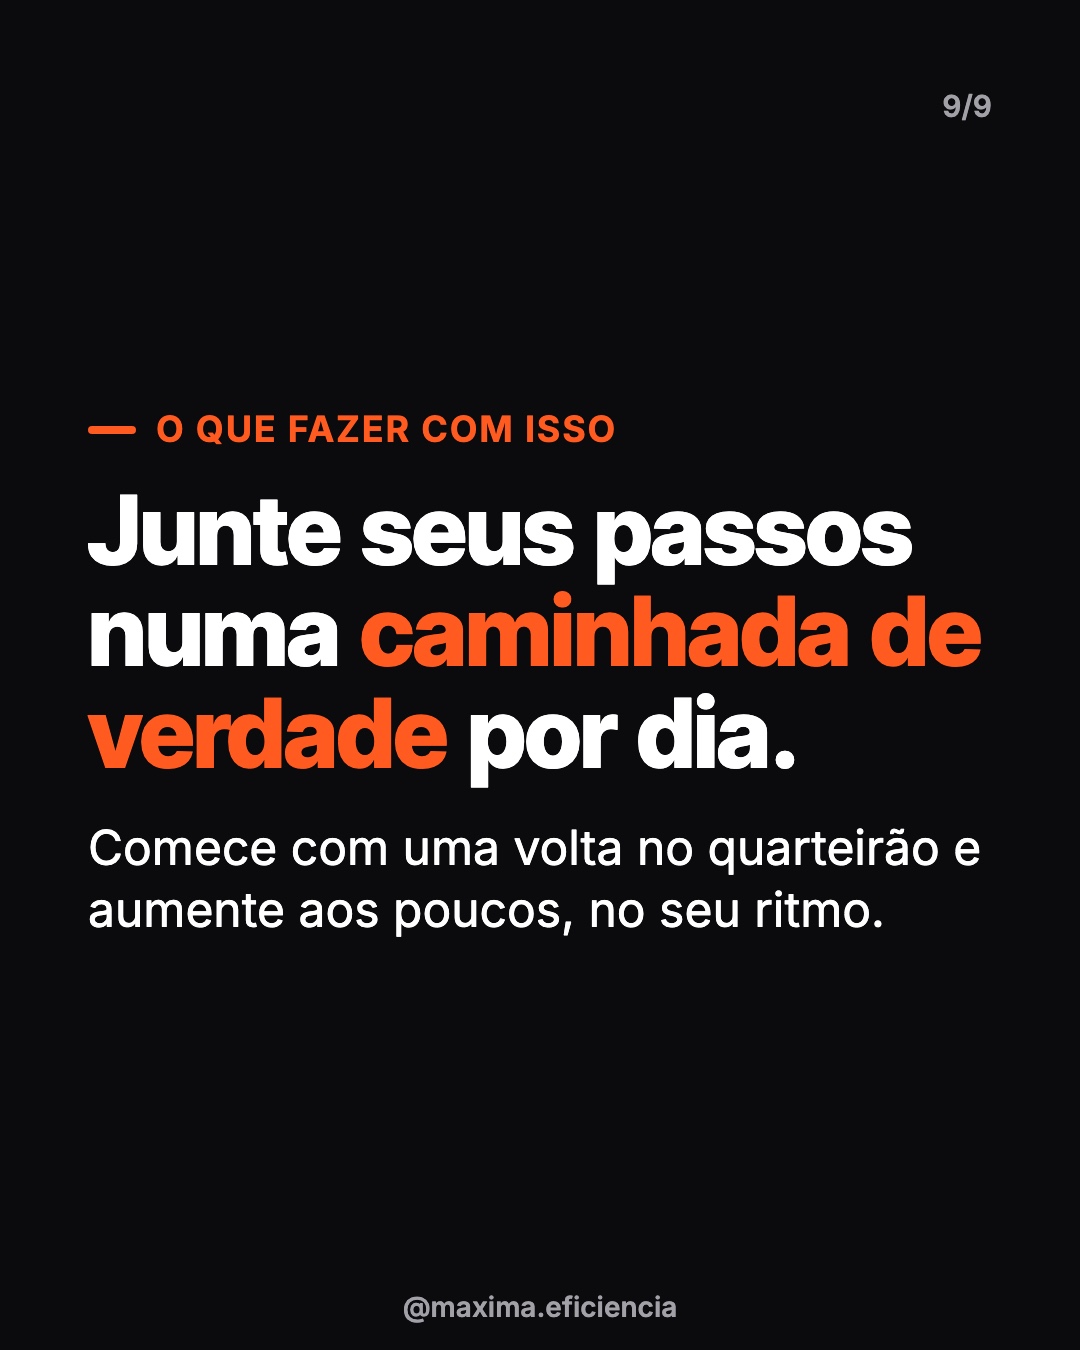 9/9
O QUE FAZER COM ISSO
Junte seus passos
numa caminhada de
verdade por dia.
Comece com uma volta no quarteirão e
aumente aos poucos, no seu ritmo.
@maxima.eficiencia